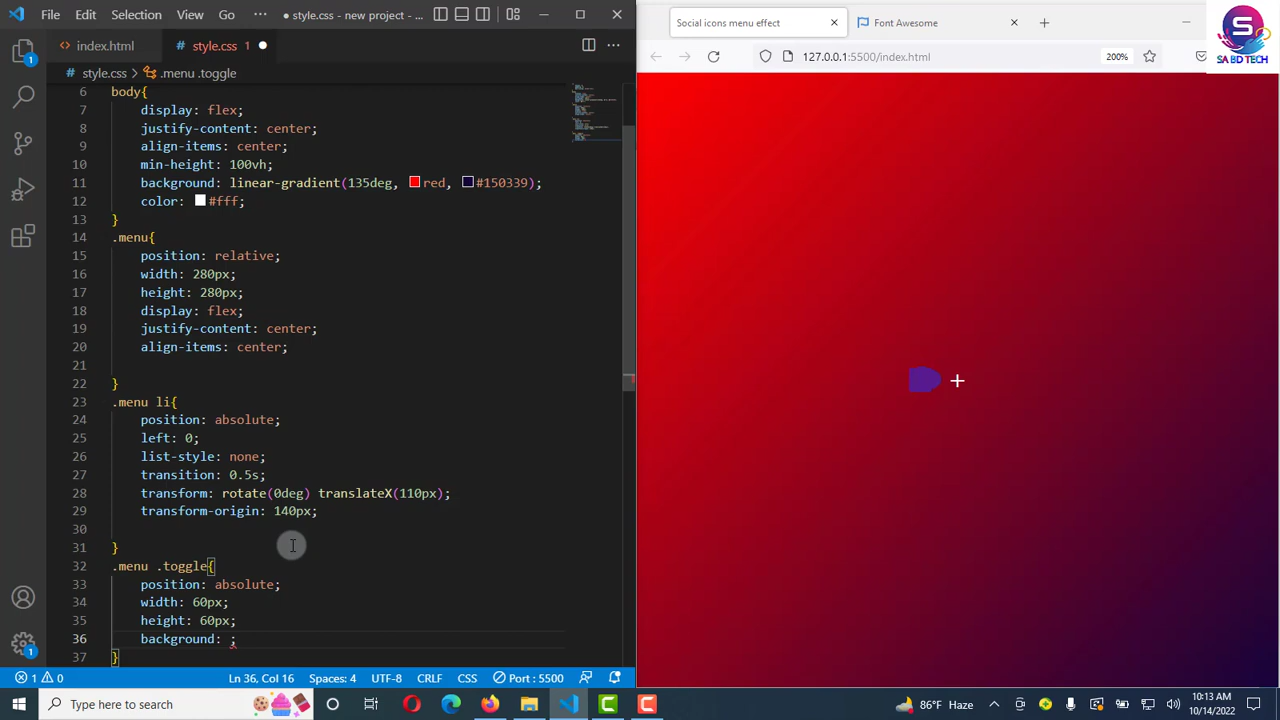 File Edit Selection View Go ··· ● style.css - new project -
index.html
style.css 1 ●
style.css > .menu .toggle
6 body{
7 display: flex;
8 justify-content: center;
9 align-items: center;
10 min-height: 100vh;
11 background: linear-gradient(135deg, red, #150339);
12 color: #fff;
13 }
14 .menu{
15 position: relative;
16 width: 280px;
17 height: 280px;
18 display: flex;
19 justify-content: center;
20 align-items: center;
21
22 }
23 .menu li{
24 position: absolute;
25 left: 0;
26 list-style: none;
27 transition: 0.5s;
28 transform: rotate(0deg) translateX(110px);
29 transform-origin: 140px;
30
31 }
32 .menu .toggle{
33 position: absolute;
34 width: 60px;
35 height: 60px;
36 background: ;
37 }
1
1
1 0
Ln 36, Col 16 Spaces: 4 UTF-8 CRLF CSS Port : 5500
Social icons menu effect
Font Awesome
127.0.0.1:5500/index.html
200%
S
SA BD TECH
+
Type here to search
86°F Haze
10:13 AM
10/14/2022